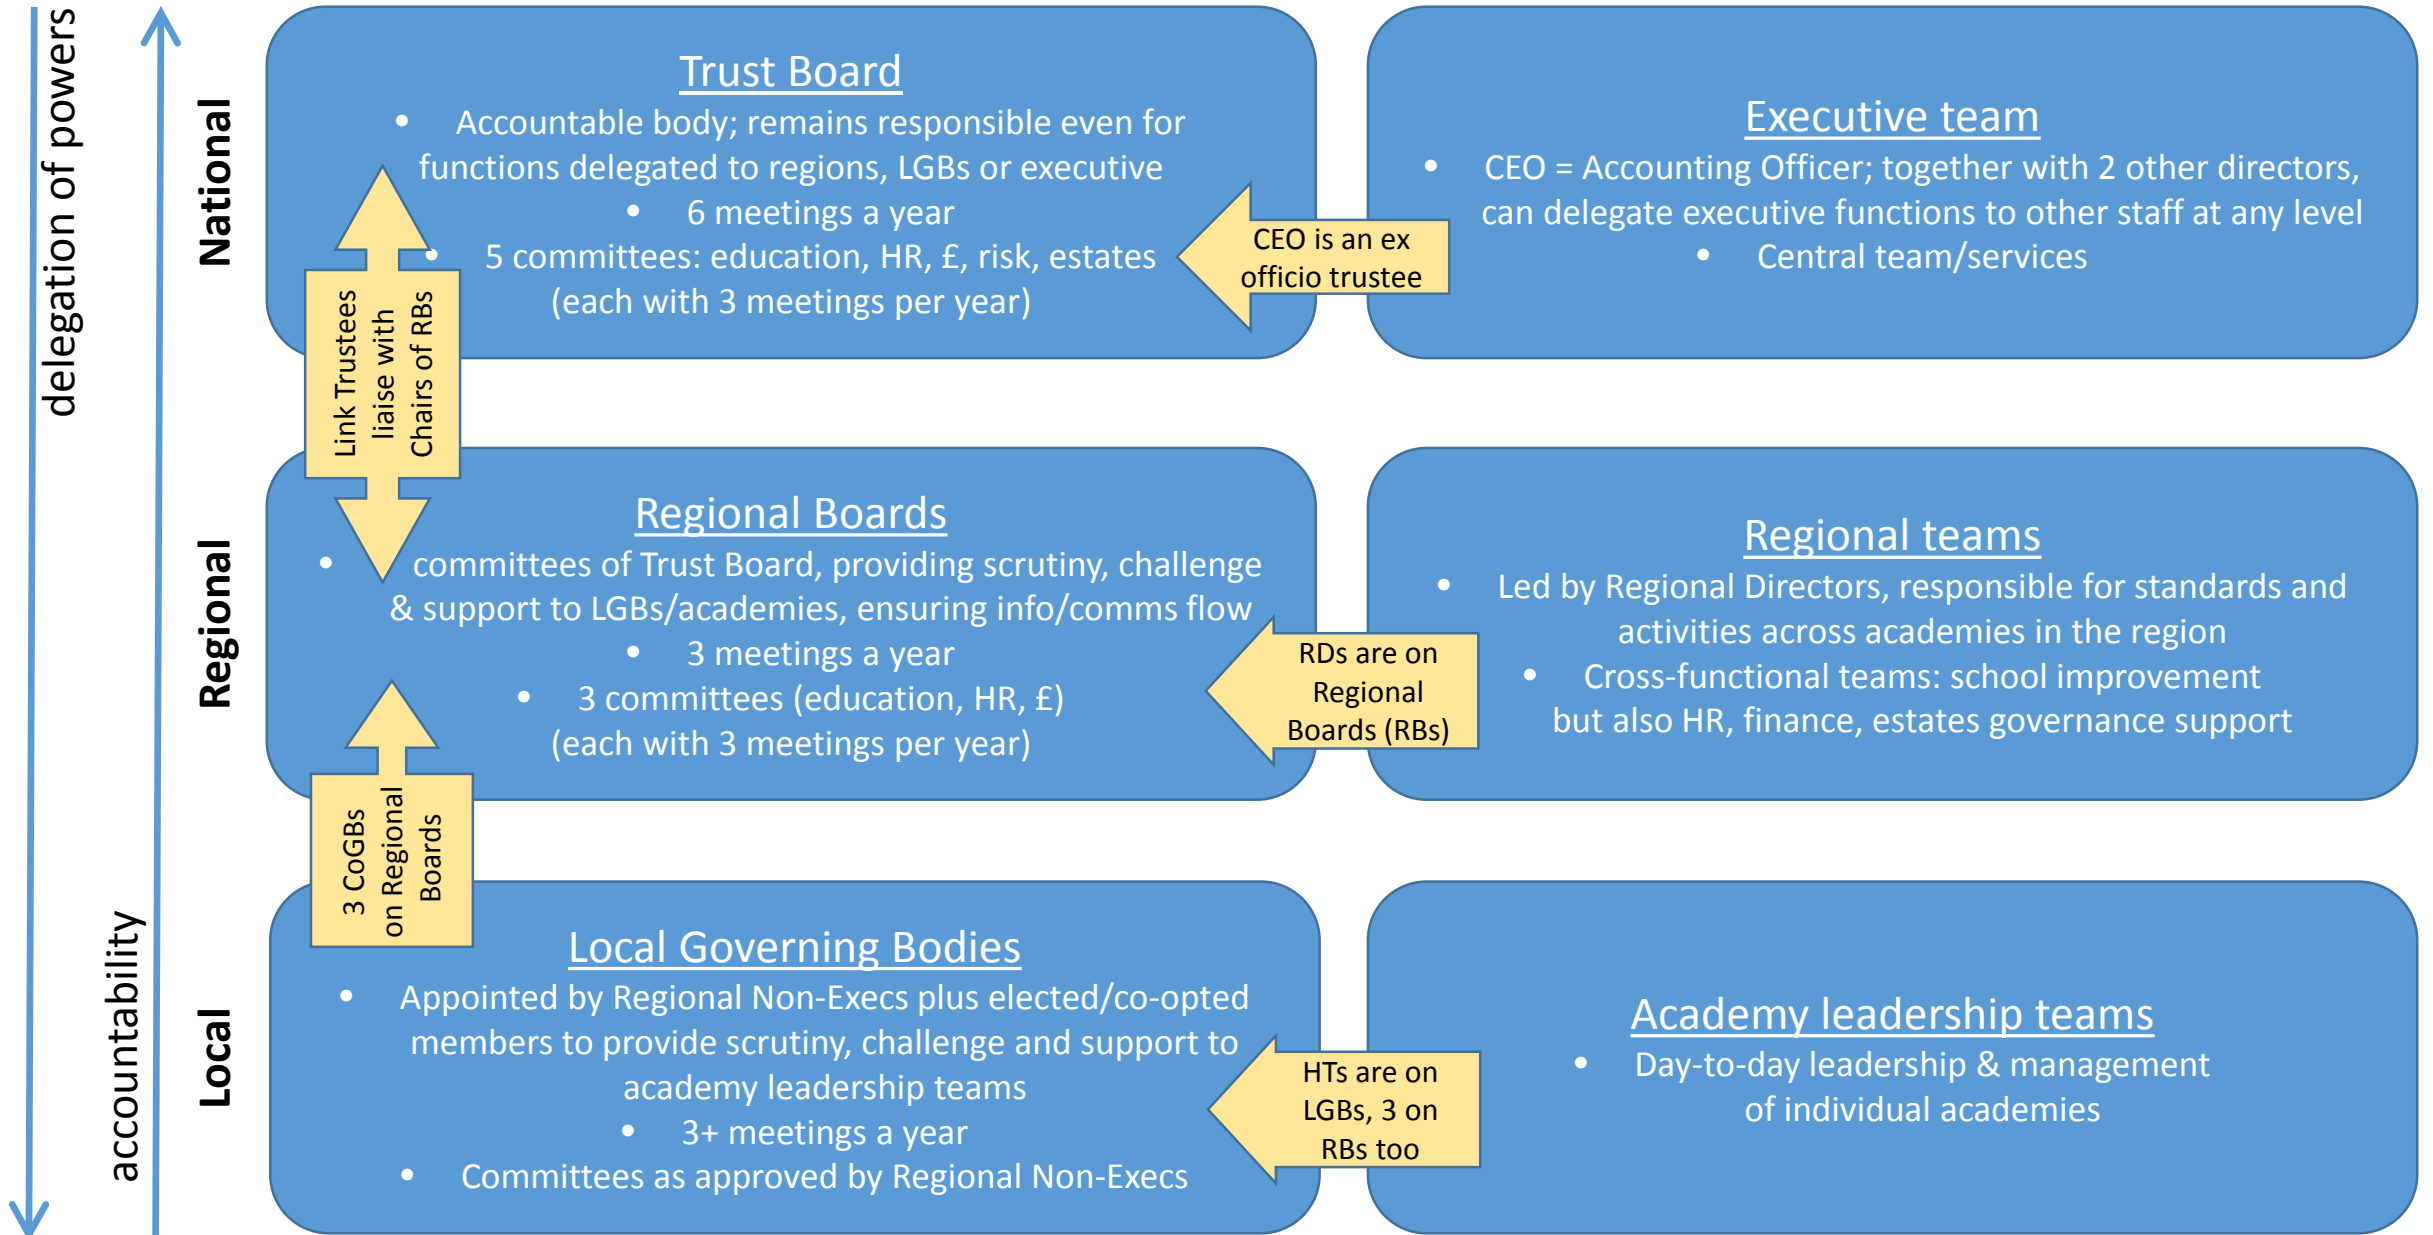 delegation of powers
accountability
National
Trust Board
• Accountable body; remains responsible even for
functions delegated to regions, LGBs or executive
• 6 meetings a year
• 5 committees: education, HR, £, risk, estates
(each with 3 meetings per year)
CEO is an ex
officio trustee
Executive team
• CEO = Accounting Officer; together with 2 other directors,
can delegate executive functions to other staff at any level
• Central team/services
Link Trustees
liaise with
Chairs of RBs
Regional
Regional Boards
• committees of Trust Board, providing scrutiny, challenge
& support to LGBs/academies, ensuring info/comms flow
• 3 meetings a year
• 3 committees (education, HR, £)
(each with 3 meetings per year)
RDs are on
Regional
Boards (RBs)
Regional teams
• Led by Regional Directors, responsible for standards and
activities across academies in the region
• Cross-functional teams: school improvement
but also HR, finance, estates governance support
3 CoGBs
on Regional
Boards
Local
Local Governing Bodies
• Appointed by Regional Non-Execs plus elected/co-opted
members to provide scrutiny, challenge and support to
academy leadership teams
• 3+ meetings a year
• Committees as approved by Regional Non-Execs
HTs are on
LGBs, 3 on
RBs too
Academy leadership teams
• Day-to-day leadership & management
of individual academies